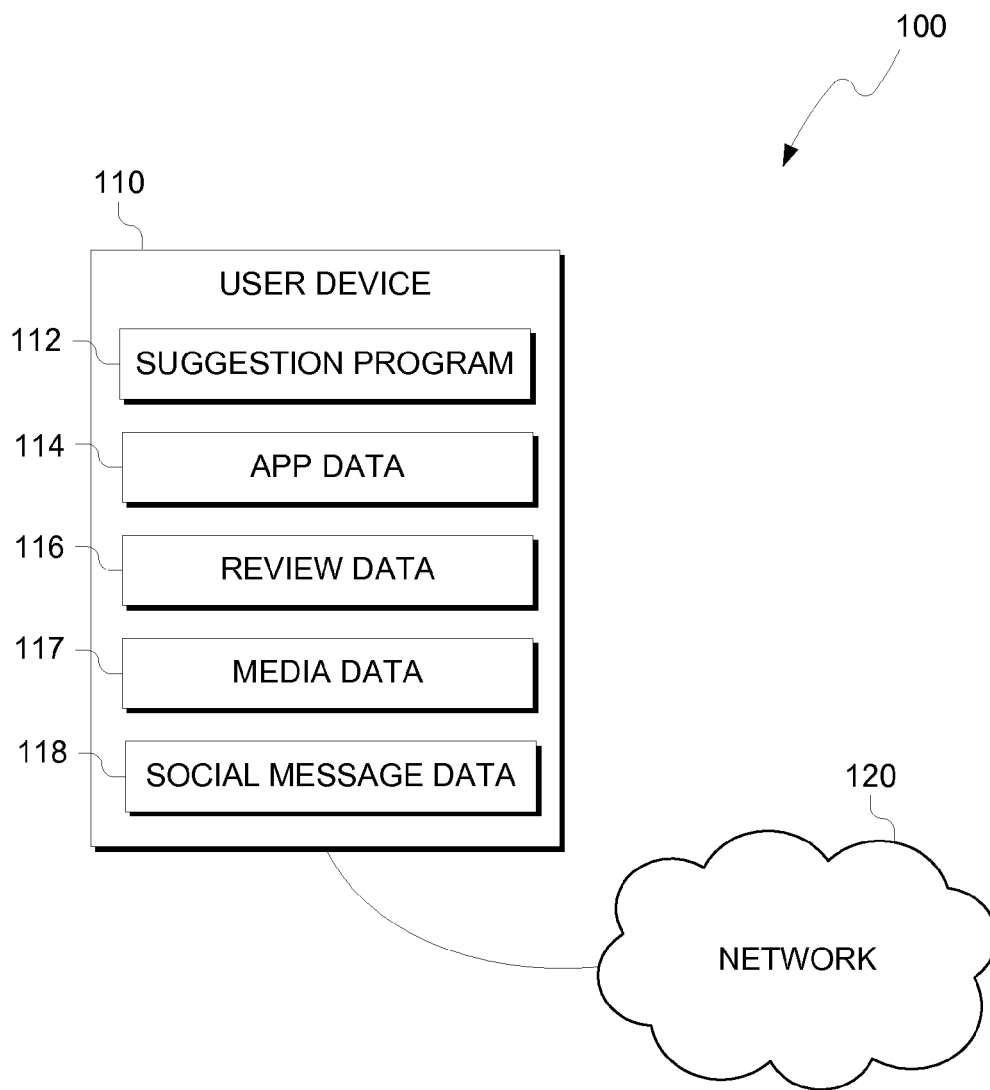 100
110
USER DEVICE
112
SUGGESTION PROGRAM
114
APP DATA
116
REVIEW DATA
117
MEDIA DATA
118
SOCIAL MESSAGE DATA
120
NETWORK